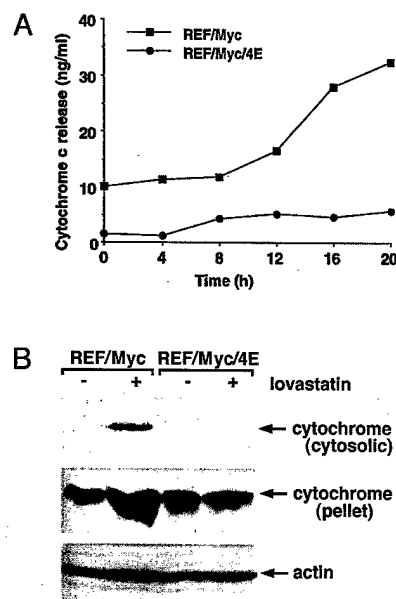 A
Cytochrome c release (ng/ml)
40
30
20
10
0
REF/Myc
REF/Myc/4E
0 4 8 12 16 20
Time (h)
B
REF/Myc REF/Myc/4E
- + - + lovastatin
cytochrome
(cytosolic)
cytochrome
(pellet)
actin